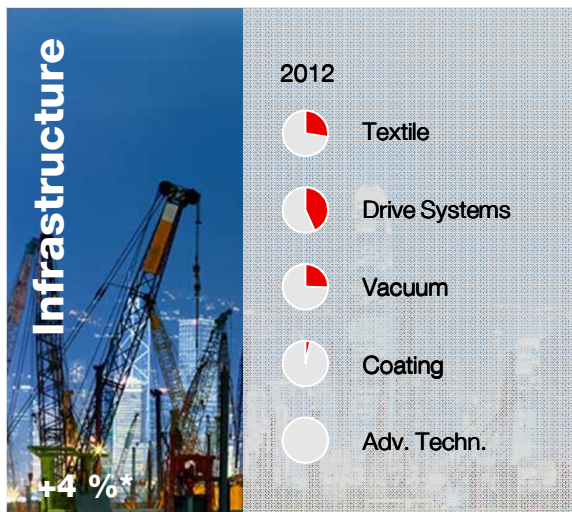 Infrastructure
+4 %*
2012
Textile
Drive Systems
Vacuum
Coating
Adv. Techn.